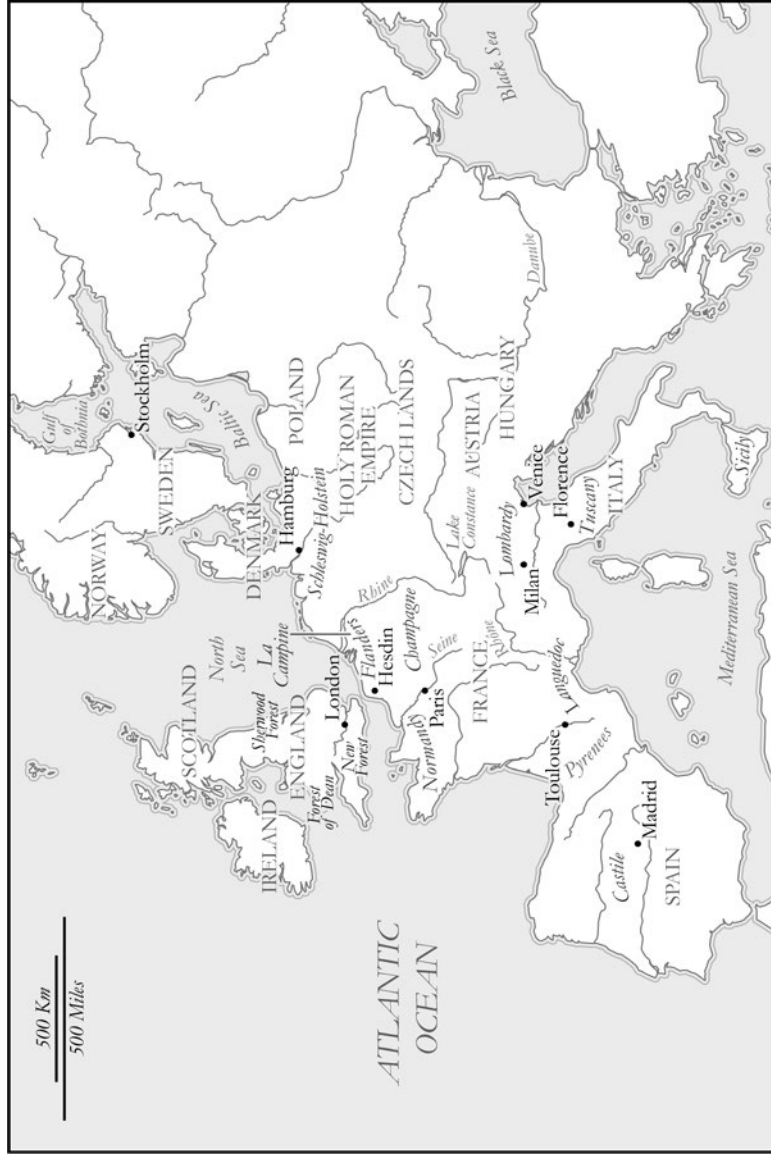 500 Km
500 Miles
ATLANTIC
OCEAN
NORWAY
SWEDEN
Gulf
of
Bothnia
Stockholm
Baltic Sea
SCOTLAND
North
Sea
DENMARK
IRELAND
Sherwood
Forest
ENGLAND
Forest
of Dean
London
New
Forest
La
Campine
Hamburg
Schleswig-Holstein
POLAND
HOLY ROMAN
EMPIRE
CZECH LANDS
Flanders
Hesdin
Rhine
Champagne
Normandy
Paris
Seine
FRANCE
Lake
Constance
AUSTRIA
HUNGARY
Danube
Black Sea
Rhône
Lombardy
Milan
Venice
Florence
Tuscany
ITALY
Toulouse
Languedoc
Pyrenees
Castile
Madrid
SPAIN
Mediterranean Sea
Sicily